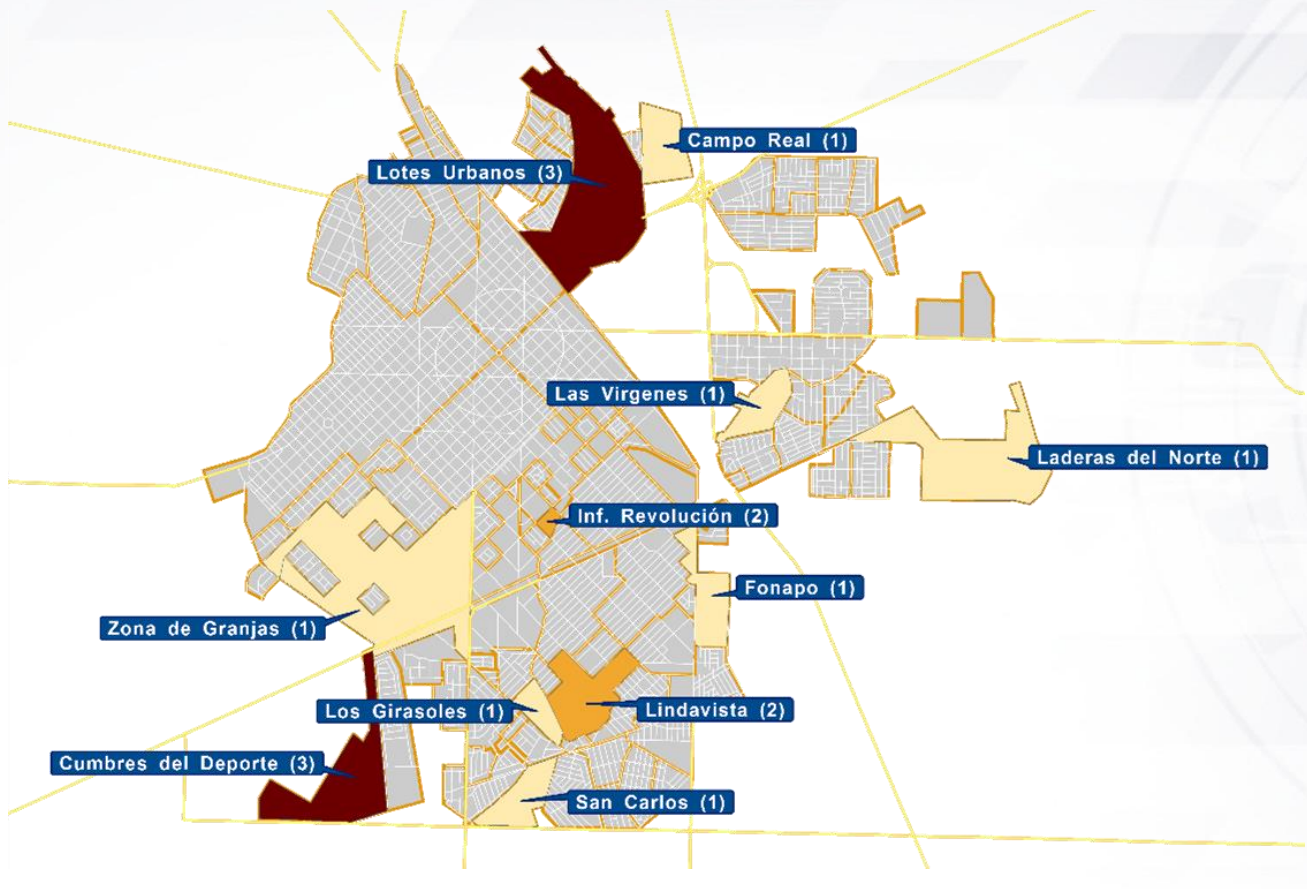 Campo Real (1)
Lotes Urbanos (3)
Las Virgenes (1)
Laderas del Norte (1)
Inf. Revolución (2)
Fonapo (1)
Zona de Granjas (1)
Los Girasoles (1)
Lindavista (2)
Cumbres del Deporte (3)
San Carlos (1)